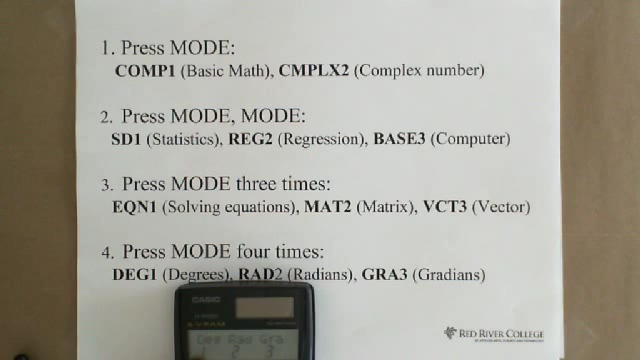 1. Press MODE:
COMP1 (Basic Math), CMPLX2 (Complex number)
2. Press MODE, MODE:
SD1 (Statistics), REG2 (Regression), BASE3 (Computer)
3. Press MODE three times:
EQN1 (Solving equations), MAT2 (Matrix), VCT3 (Vector)
4. Press MODE four times:
DEG1 (Degrees), RAD2 (Radians), GRA3 (Gradians)
CASIO
Deg Rad Gra
2 3
RED RIVER COLLEGE